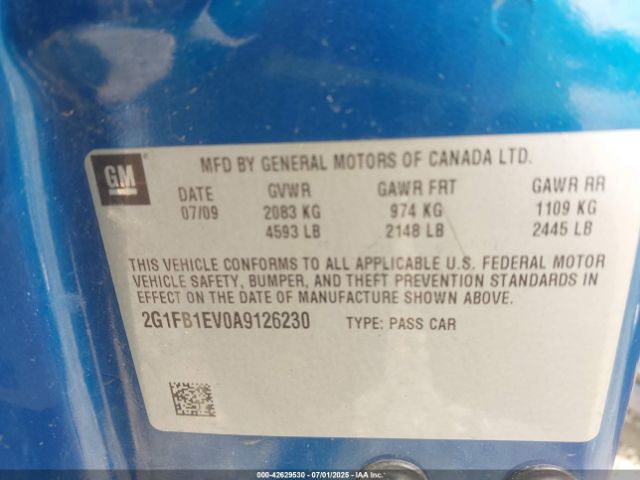 GM
MFD BY GENERAL MOTORS OF CANADA LTD.
DATE GVWR GAWR FRT GAWR RR
07/09 2083 KG 974 KG 1109 KG
4593 LB 2148 LB 2445 LB
THIS VEHICLE CONFORMS TO ALL APPLICABLE U.S. FEDERAL MOTOR
VEHICLE SAFETY, BUMPER, AND THEFT PREVENTION STANDARDS IN
EFFECT ON THE DATE OF MANUFACTURE SHOWN ABOVE.
2G1FB1EV0A9126230 TYPE: PASS CAR
000-42629530 - 07/01/2025 - IAAI.COM